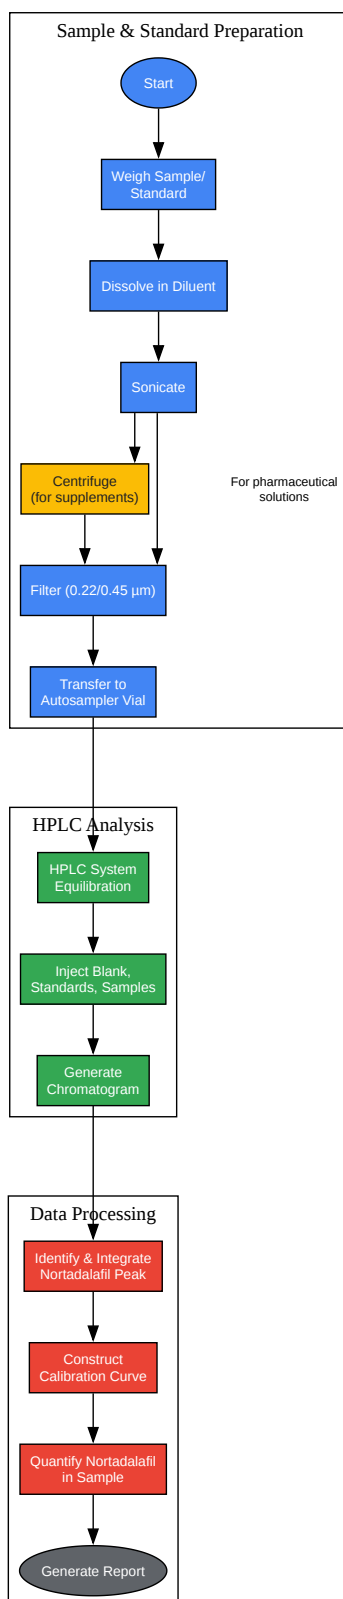 Sample & Standard Preparation
Start
Weigh Sample/
Standard
Dissolve in Diluent
Sonicate
Centrifuge
(for supplements)
For pharmaceutical
solutions
Filter (0.22/0.45 µm)
Transfer to
Autosampler Vial
HPLC Analysis
HPLC System
Equilibration
Inject Blank,
Standards, Samples
Generate
Chromatogram
Data Processing
Identify & Integrate
Nortadalafil Peak
Construct
Calibration Curve
Quantify Nortadalafil
in Sample
Generate Report